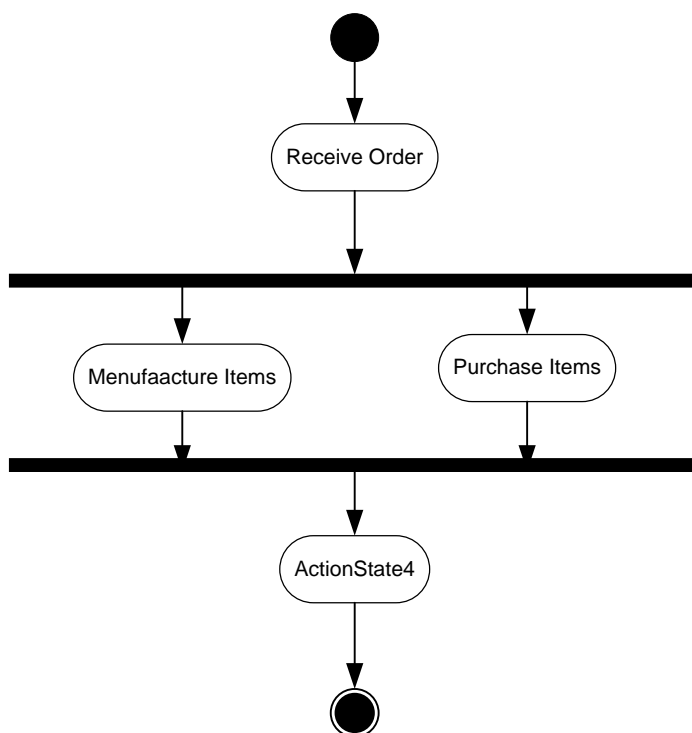 Receive Order
Menufaacture Items
Purchase Items
ActionState4